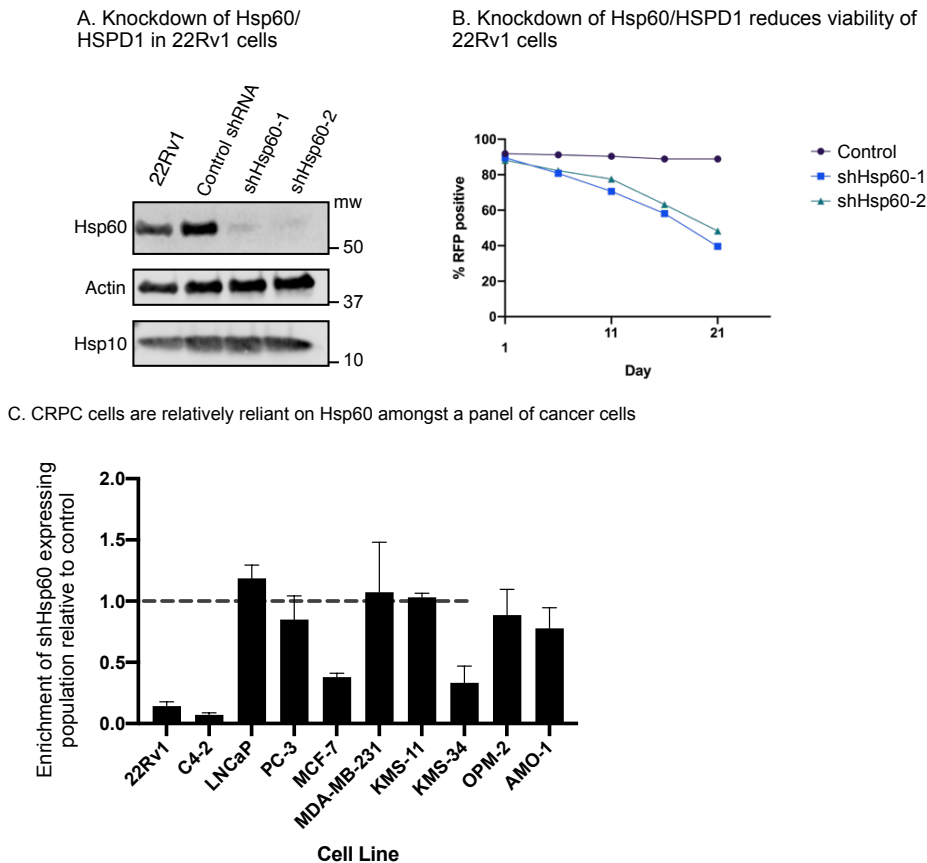 A. Knockdown of Hsp60/
HSPD1 in 22Rv1 cells
22Rv1
Control shRNA
shHsp60-1
shHsp60-2
mw
Hsp60
50
Actin
37
Hsp10
10
B. Knockdown of Hsp60/HSPD1 reduces viability of
22Rv1 cells
100
80
60
40
20
0
% RFP positive
1
11
21
Day
Control
shHsp60-1
shHsp60-2
C. CRPC cells are relatively reliant on Hsp60 amongst a panel of cancer cells
Enrichment of shHsp60 expressing
population relative to control
2.0
1.5
1.0
0.5
0.0
22Rv1
C4-2
LNCaP
PC-3
MCF-7
MDA-MB-231
KMS-11
KMS-34
OPM-2
AMO-1
Cell Line